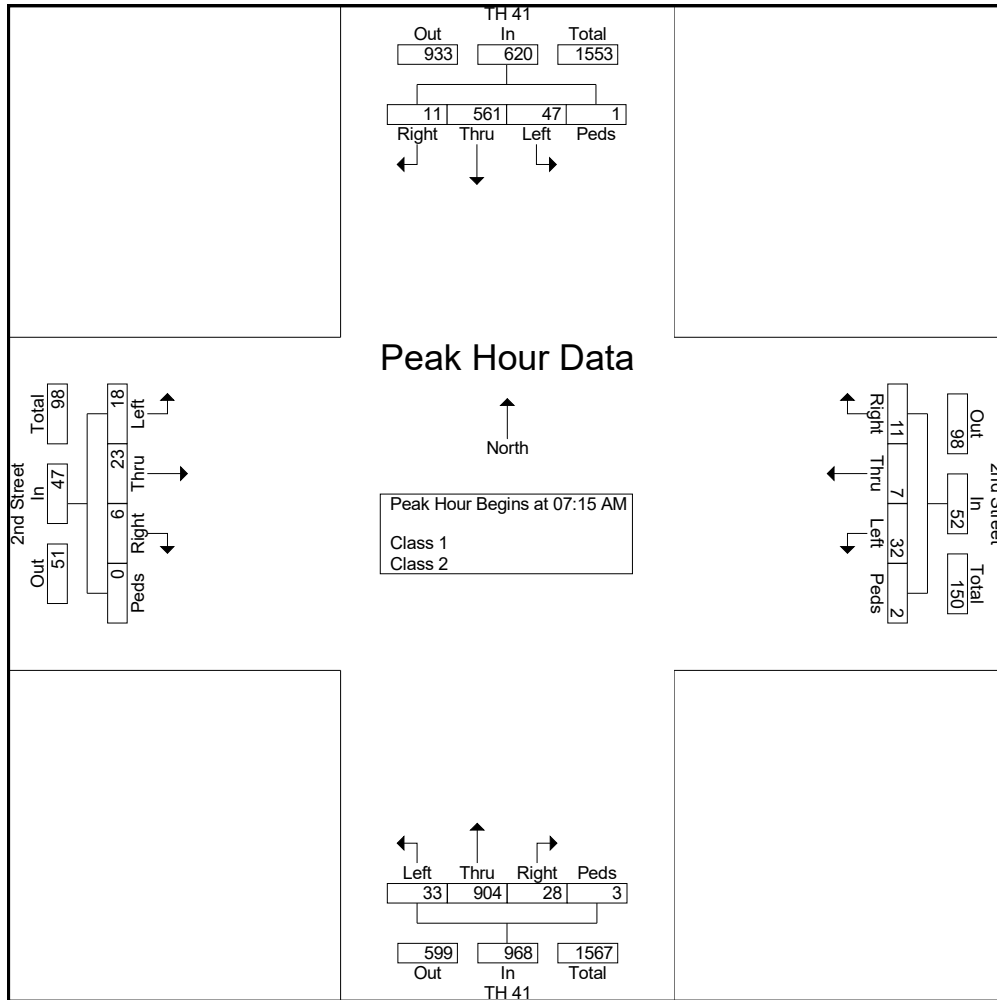 TH 41
Out In Total
933 620 1553
11 561 47 1
Right Thru Left Peds
Peak Hour Data
North
Peak Hour Begins at 07:15 AM
Class 1
Class 2
2nd Street
Out In Total
51 47 98
Peds Right Thru Left
0 6 23 18
2nd Street
Out In Total
98 52 150
11 7 32 2
Right Thru Left Peds
Left Thru Right Peds
33 904 28 3
599 968 1567
Out In Total
TH 41